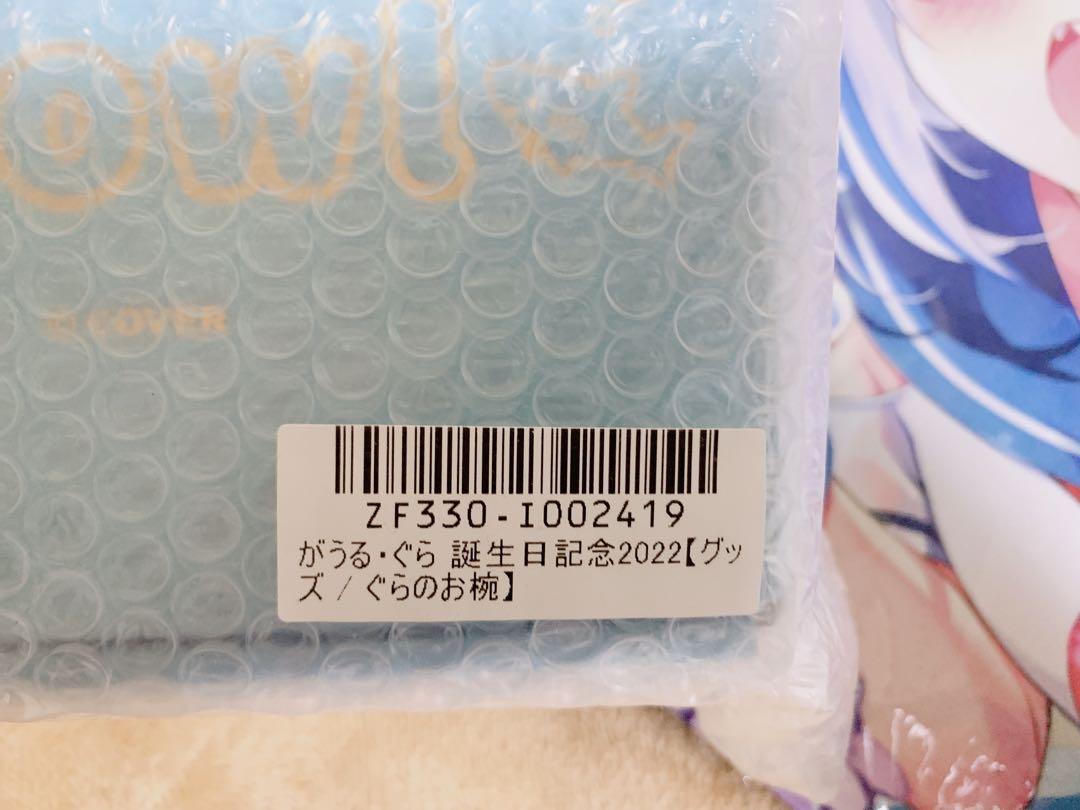 owl
© COVER
ZF330-I002419
がうる・ぐら 誕生日記念2022【グッ
ズ / ぐらのお椀】